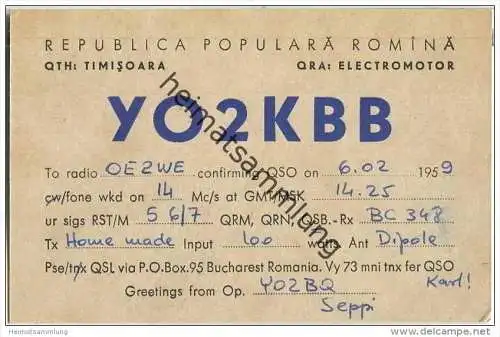 REPUBLICA POPULARĂ ROMÎNĂ
QTH: TIMIȘOARA QRA: ELECTROMOTOR
YO2KBB
To radio OE2WE confirming QSO on 6.02 1959
cw/fone wkd on 14 Mc/s at GMT/MSK 14.25
ur sigs RST/M 5 6/7 QRM, QRN, QSB.- Rx BC 348
Tx Home made Input 100 watts Ant Dipole
Pse/tnx QSL via P.O.Box.95 Bucharest Romania. Vy 73 mni tnx fer QSO
Karl!
Greetings from Op. YO2BQ
Seppi
heimatsammlung.de
Heimatsammlung
www.delcampe.net